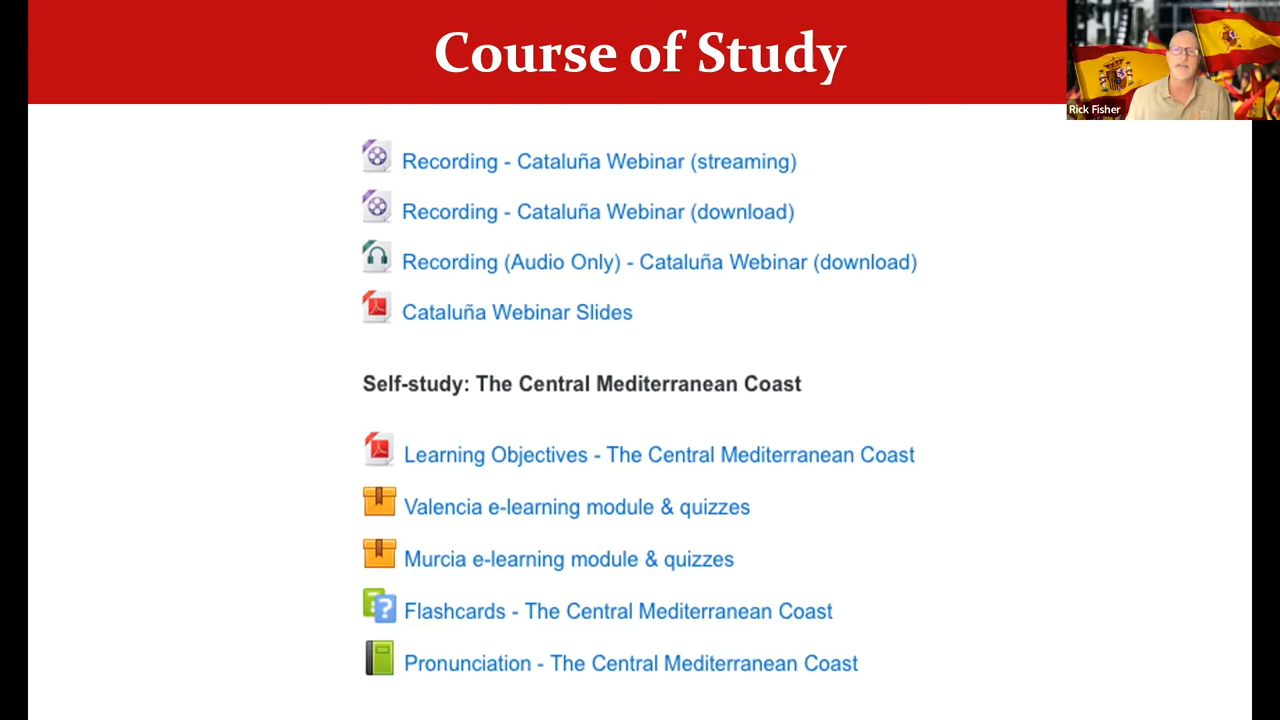 Course of Study
Rick Fisher
Recording - Cataluña Webinar (streaming)
Recording - Cataluña Webinar (download)
Recording (Audio Only) - Cataluña Webinar (download)
Cataluña Webinar Slides
Self-study: The Central Mediterranean Coast
Learning Objectives - The Central Mediterranean Coast
Valencia e-learning module & quizzes
Murcia e-learning module & quizzes
Flashcards - The Central Mediterranean Coast
Pronunciation - The Central Mediterranean Coast